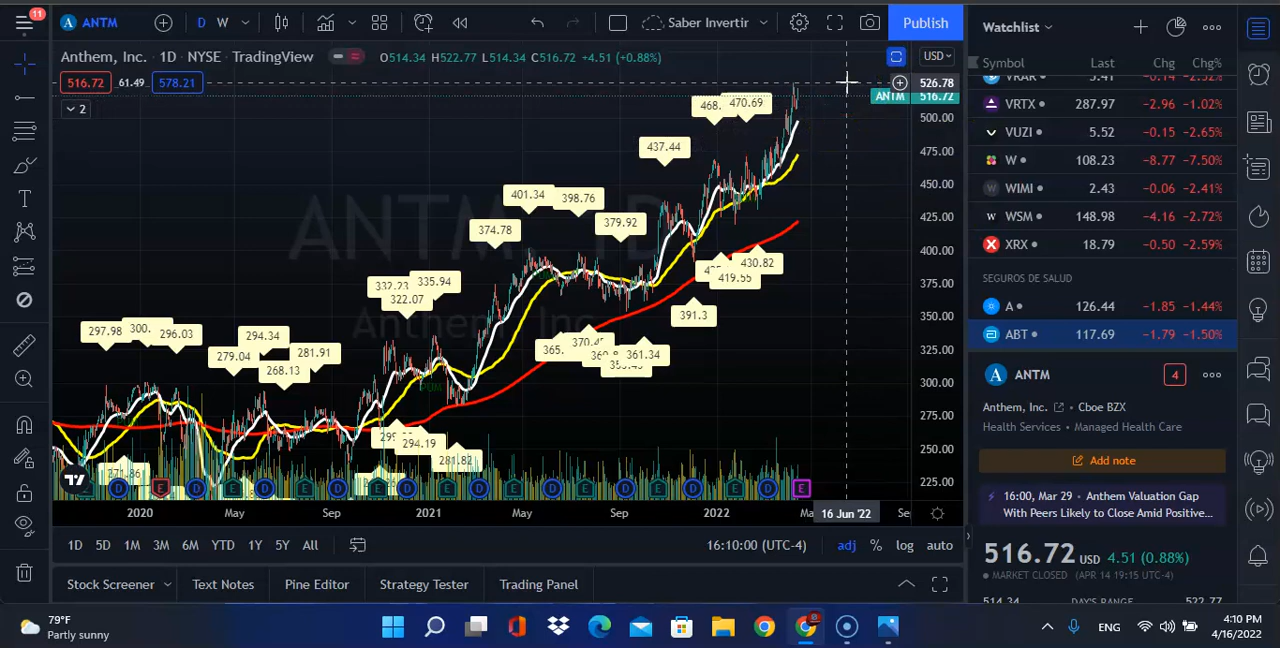 11
ANTM
D W
Saber Invertir
Publish
Anthem, Inc. · 1D · NYSE · TradingView
O514.34 H522.77 L514.34 C516.72 +4.51 (+0.88%)
USD
516.72 61.49 578.21
2
526.78
ANTM 516.72
500.00
475.00
450.00
425.00
400.00
375.00
350.00
325.00
300.00
275.00
250.00
225.00
ANTM, 1D
Anthem, Inc.
470.69
437.44
401.34
398.76
374.78
379.92
430.82
419.55
335.94
322.07
391.3
297.98
296.03
294.34
279.04
281.91
268.13
361.34
294.19
281.82
D E D E D E D E D E D E D E D E D E D E D E
2020 May Sep 2021 May Sep 2022 16 Jun '22
1D 5D 1M 3M 6M YTD 1Y 5Y All
16:10:00 (UTC-4) adj % log auto
Stock Screener Text Notes Pine Editor Strategy Tester Trading Panel
Watchlist
Symbol Last Chg Chg%
VRTX 287.97 −2.96 −1.02%
VUZI 5.52 −0.15 −2.65%
W 108.23 −8.77 −7.50%
WIMI 2.43 −0.06 −2.41%
WSM 148.98 −4.16 −2.72%
XRX 18.79 −0.50 −2.59%
SEGUROS DE SALUD
A 126.44 −1.85 −1.44%
ABT 117.69 −1.79 −1.50%
A ANTM 4
Anthem, Inc. · Cboe BZX
Health Services · Managed Health Care
Add note
16:00, Mar 29 · Anthem Valuation Gap
With Peers Likely to Close Amid Positive...
516.72 USD 4.51 (0.88%)
MARKET CLOSED (APR 14 19:15 UTC-4)
79°F
Partly sunny
ENG
4:10 PM
4/16/2022